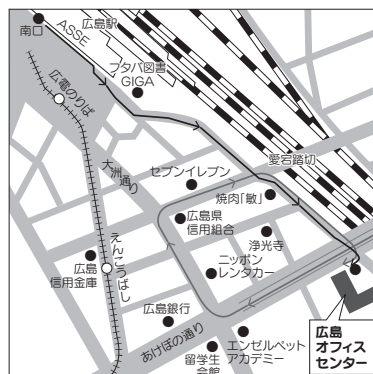 南口
ASSE
広島駅
フタバ図書
GIGA
広電のりば
大洲通り
セブンイレブン
愛宕踏切
焼肉「敏」
広島県
信用組合
浄光寺
えんこうばし
広島
信用金庫
ニッポン
レンタカー
広島銀行
あけぼの通り
留学生
会館
エンゼルペット
アカデミー
広島
オフィス
センター